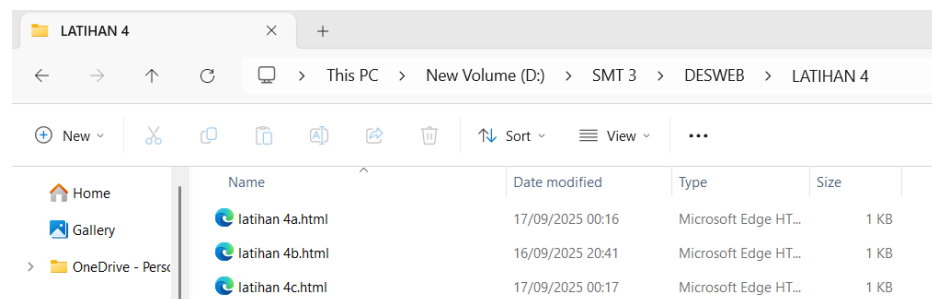 LATIHAN 4
This PC > New Volume (D:) > SMT 3 > DESWEB > LATIHAN 4
New Sort View
Name Date modified Type Size
Home
Gallery
OneDrive - Perso
latihan 4a.html 17/09/2025 00:16 Microsoft Edge HT... 1 KB
latihan 4b.html 16/09/2025 20:41 Microsoft Edge HT... 1 KB
latihan 4c.html 17/09/2025 00:17 Microsoft Edge HT... 1 KB